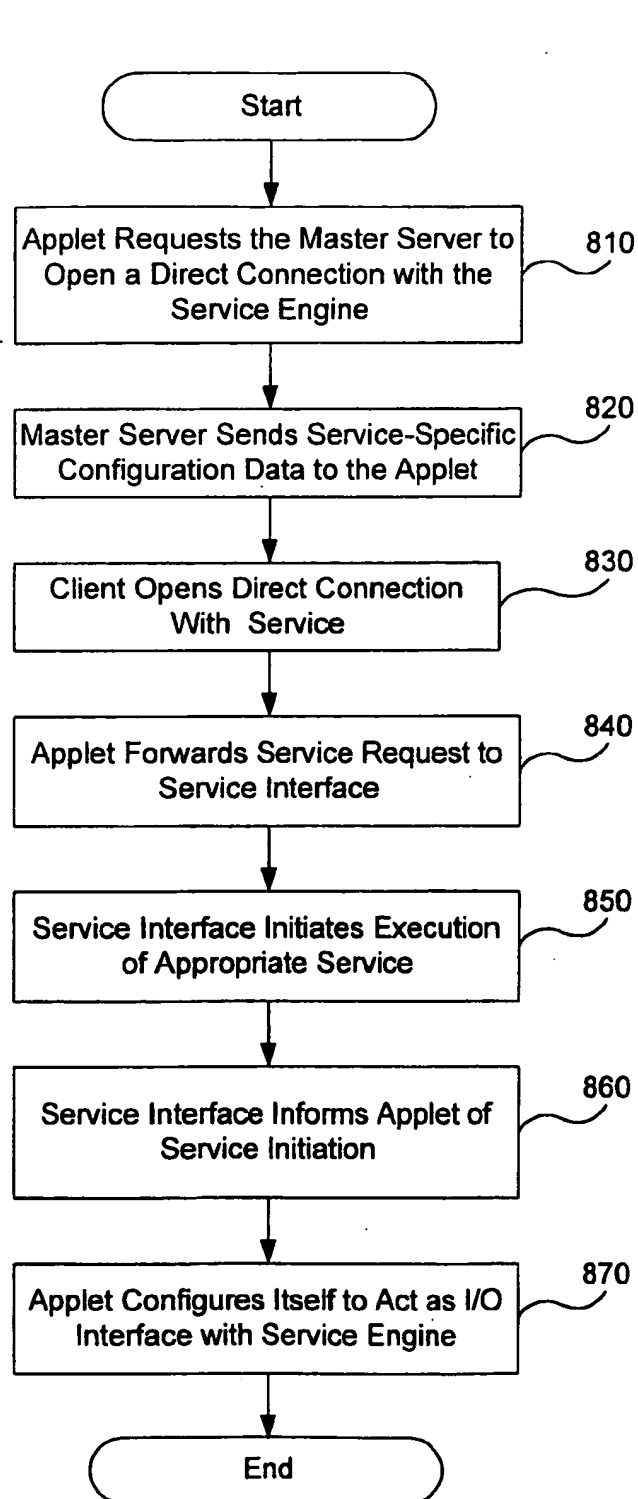 Start
Applet Requests the Master Server to
Open a Direct Connection with the
Service Engine
810
Master Server Sends Service-Specific
Configuration Data to the Applet
820
Client Opens Direct Connection
With Service
830
Applet Forwards Service Request to
Service Interface
840
Service Interface Initiates Execution
of Appropriate Service
850
Service Interface Informs Applet of
Service Initiation
860
Applet Configures Itself to Act as I/O
Interface with Service Engine
870
End